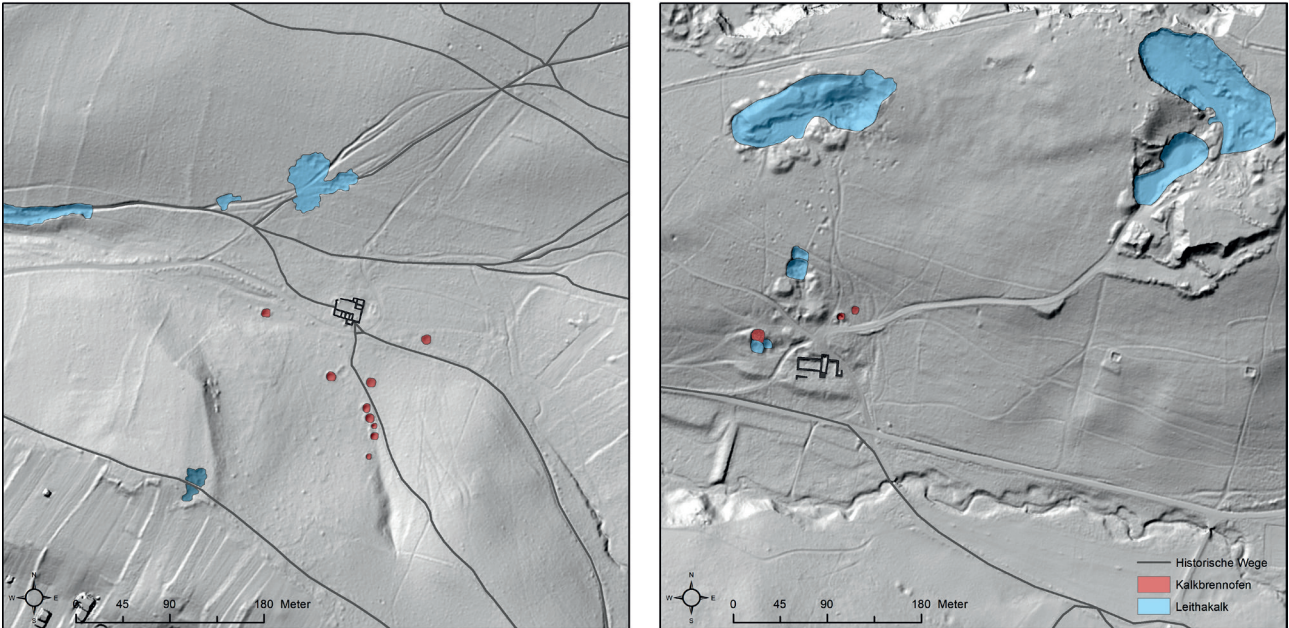 N
W E
S
0 45 90 180 Meter
N
W E
S
0 45 90 180 Meter
Historische Wege
Kalkbrennofen
Leithakalk